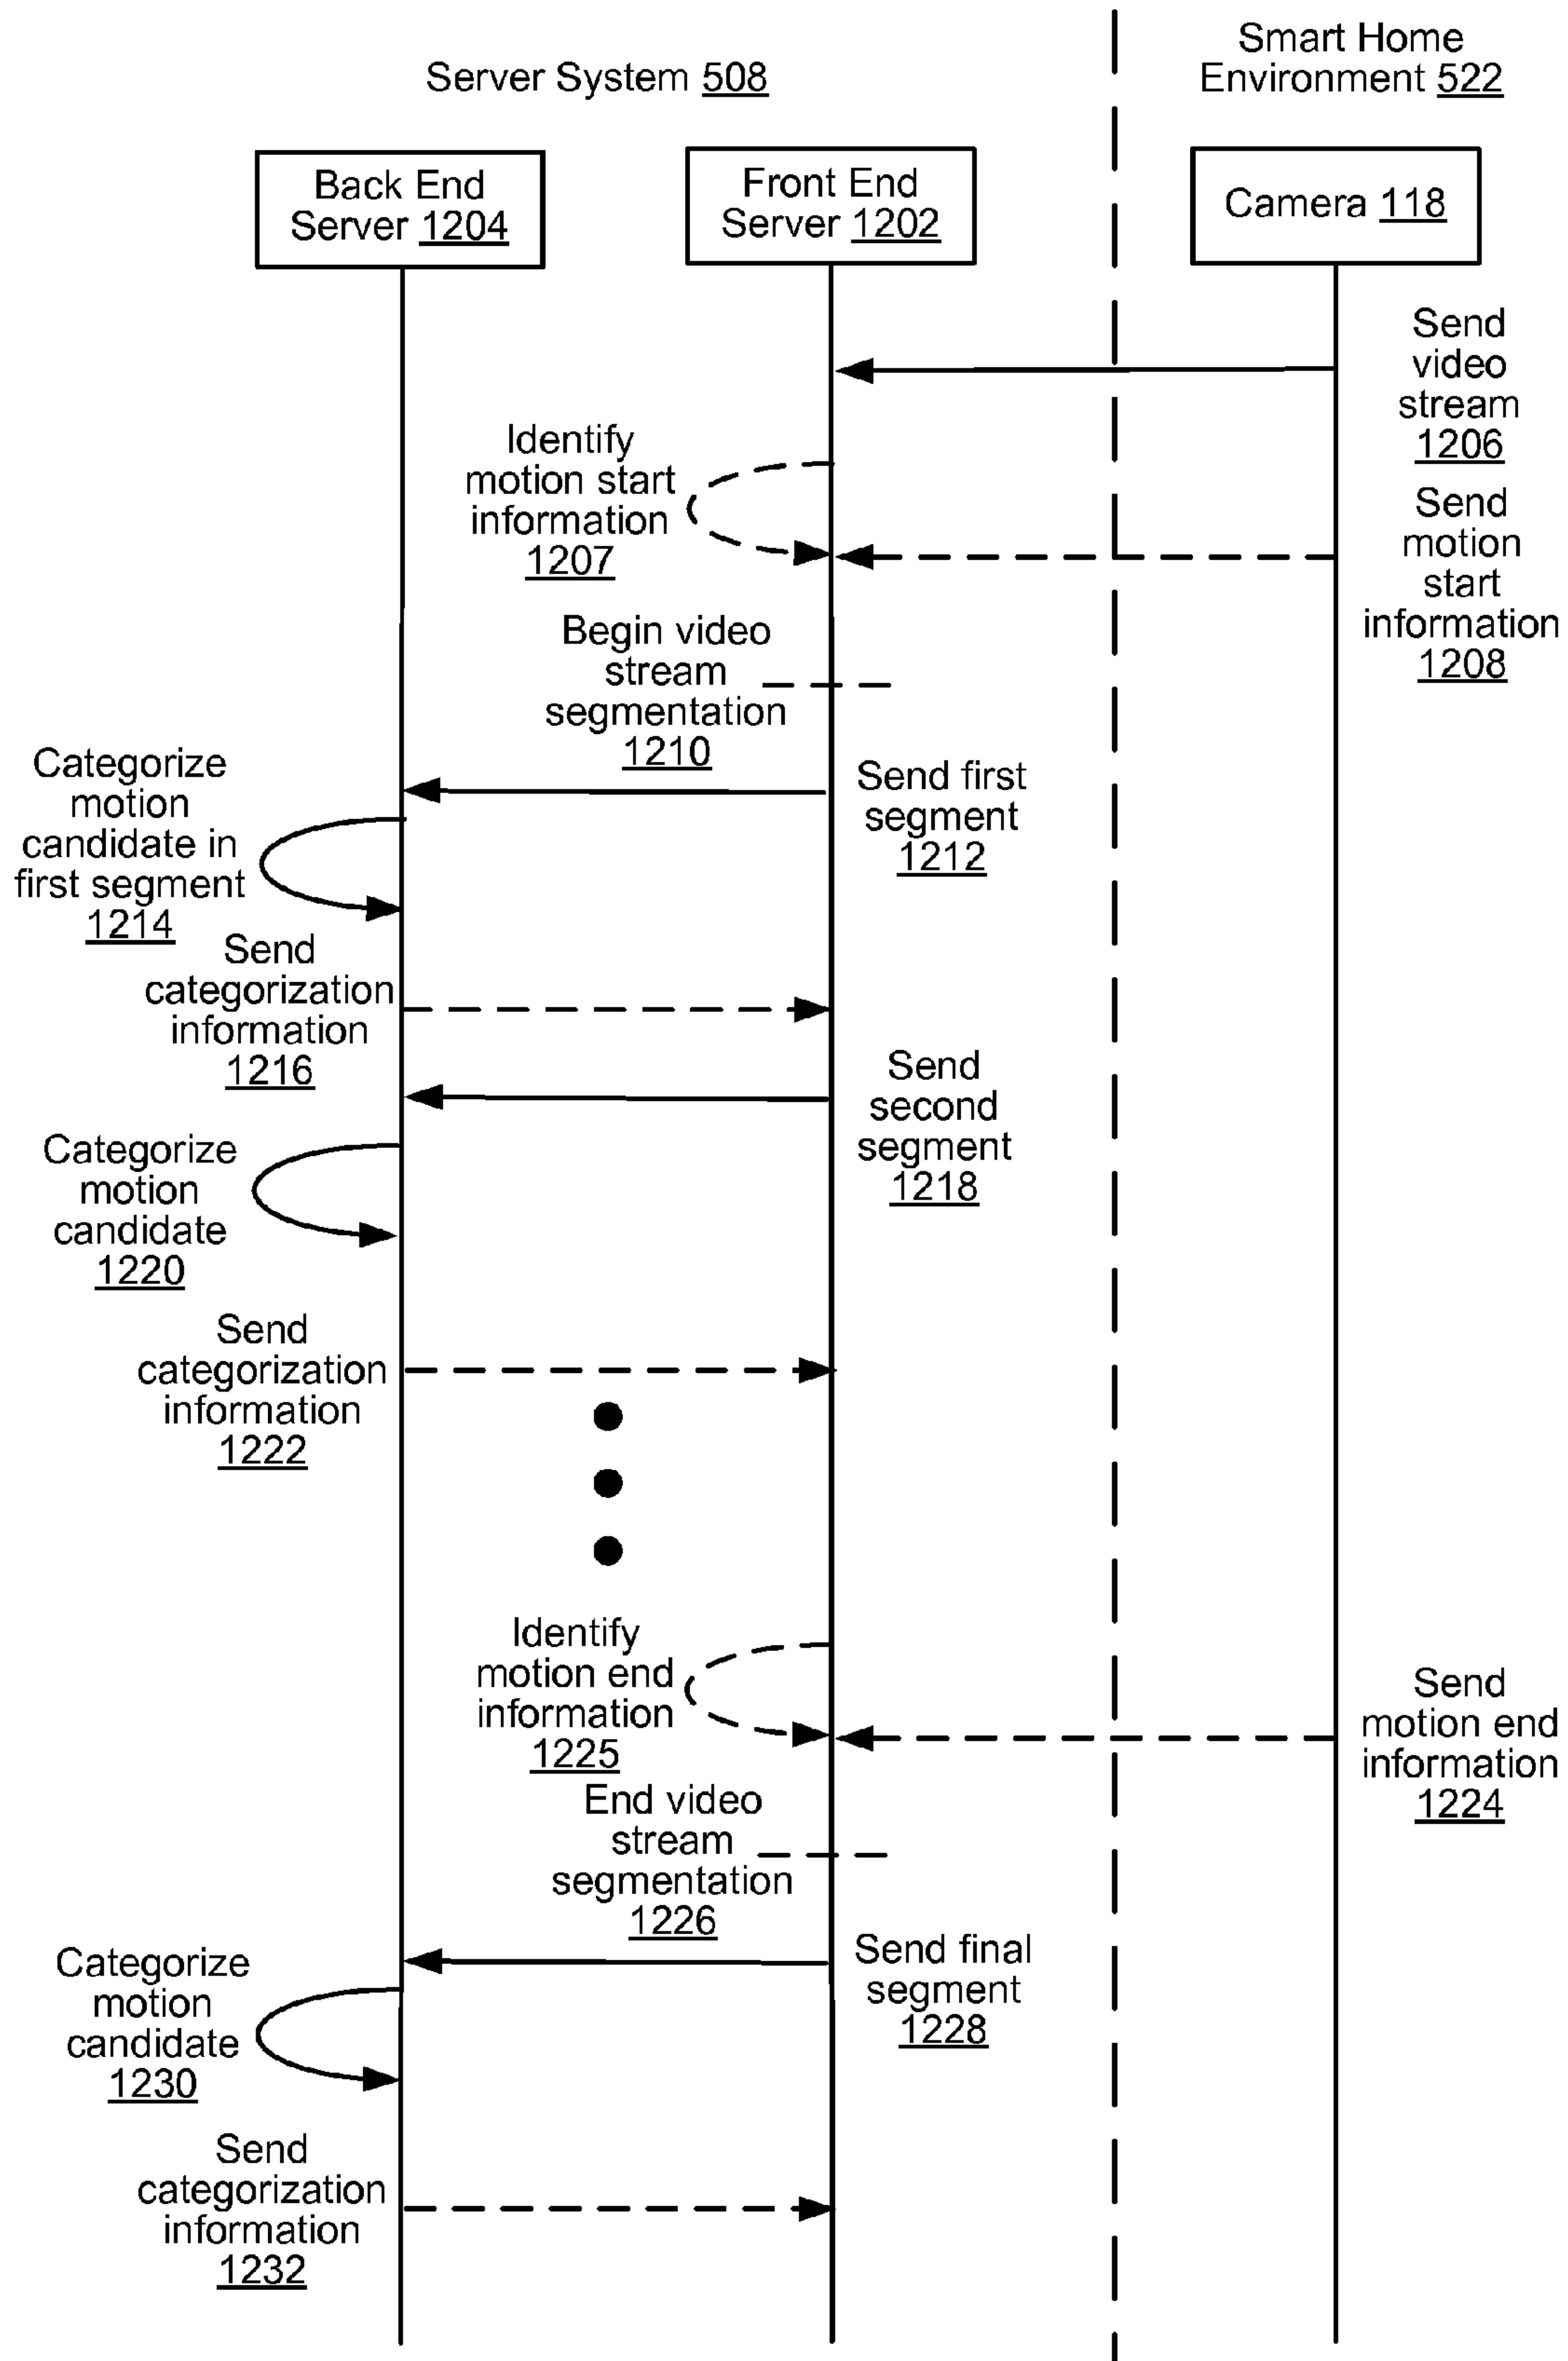 Server System 508
Smart Home
Environment 522
Back End
Server 1204
Front End
Server 1202
Camera 118
Send
video
stream
1206
Identify
motion start
information
1207
Send
motion
start
information
1208
Begin video
stream
segmentation
1210
Categorize
motion
candidate in
first segment
1214
Send first
segment
1212
Send
categorization
information
1216
Send
second
segment
1218
Categorize
motion
candidate
1220
Send
categorization
information
1222
Identify
motion end
information
1225
Send
motion end
information
1224
End video
stream
segmentation
1226
Send final
segment
1228
Categorize
motion
candidate
1230
Send
categorization
information
1232